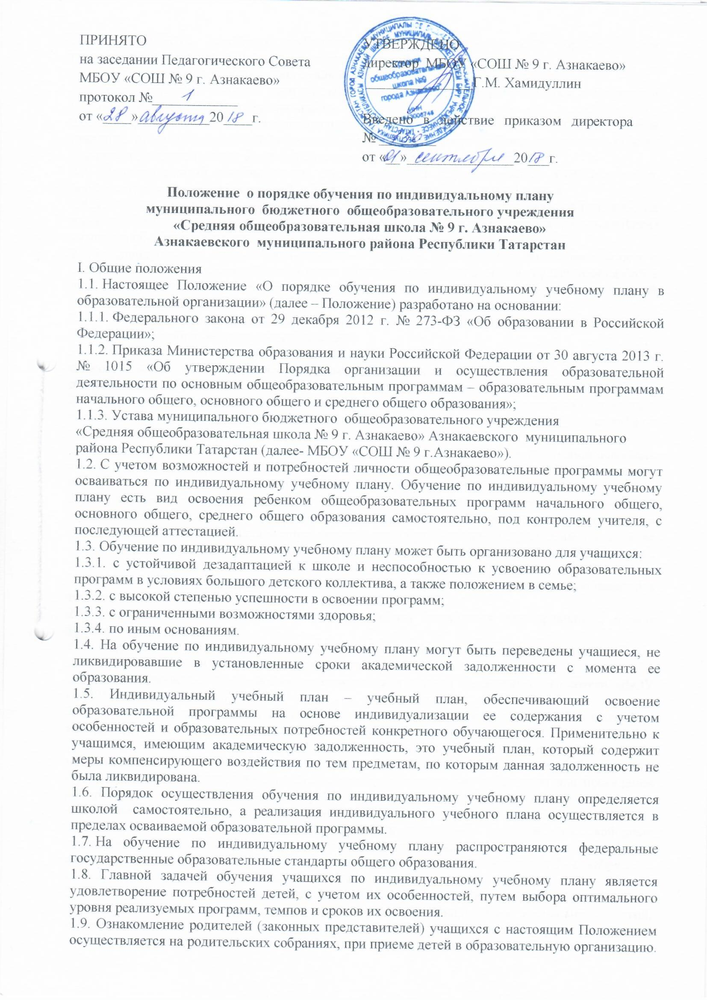 ПРИНЯТО
на заседании Педагогического Совета
МБОУ «СОШ № 9 г. Азнакаево»
протокол № 1
от «28» августа 2018 г.
УТВЕРЖДЕНО
директор МБОУ «СОШ № 9 г. Азнакаево»
Г.М. Хамидуллин
Введено в действие приказом директора
№
от «01» сентября 2018 г.
общеобразовательная
школа №9
города Азнакаево"
ИНН
Положение о порядке обучения по индивидуальному плану
муниципального бюджетного общеобразовательного учреждения
«Средняя общеобразовательная школа № 9 г. Азнакаево»
Азнакаевского муниципального района Республики Татарстан
I. Общие положения
1.1. Настоящее Положение «О порядке обучения по индивидуальному учебному плану в
образовательной организации» (далее – Положение) разработано на основании:
1.1.1. Федерального закона от 29 декабря 2012 г. № 273-ФЗ «Об образовании в Российской
Федерации»;
1.1.2. Приказа Министерства образования и науки Российской Федерации от 30 августа 2013 г.
№ 1015 «Об утверждении Порядка организации и осуществления образовательной
деятельности по основным общеобразовательным программам – образовательным программам
начального общего, основного общего и среднего общего образования»;
1.1.3. Устава муниципального бюджетного общеобразовательного учреждения
«Средняя общеобразовательная школа № 9 г. Азнакаево» Азнакаевского муниципального
района Республики Татарстан (далее- МБОУ «СОШ № 9 г.Азнакаево»).
1.2. С учетом возможностей и потребностей личности общеобразовательные программы могут
осваиваться по индивидуальному учебному плану. Обучение по индивидуальному учебному
плану есть вид освоения ребенком общеобразовательных программ начального общего,
основного общего, среднего общего образования самостоятельно, под контролем учителя, с
последующей аттестацией.
1.3. Обучение по индивидуальному учебному плану может быть организовано для учащихся:
1.3.1. с устойчивой дезадаптацией к школе и неспособностью к усвоению образовательных
программ в условиях большого детского коллектива, а также положением в семье;
1.3.2. с высокой степенью успешности в освоении программ;
1.3.3. с ограниченными возможностями здоровья;
1.3.4. по иным основаниям.
1.4. На обучение по индивидуальному учебному плану могут быть переведены учащиеся, не
ликвидировавшие в установленные сроки академической задолженности с момента ее
образования.
1.5. Индивидуальный учебный план – учебный план, обеспечивающий освоение
образовательной программы на основе индивидуализации ее содержания с учетом
особенностей и образовательных потребностей конкретного обучающегося. Применительно к
учащимся, имеющим академическую задолженность, это учебный план, который содержит
меры компенсирующего воздействия по тем предметам, по которым данная задолженность не
была ликвидирована.
1.6. Порядок осуществления обучения по индивидуальному учебному плану определяется
школой самостоятельно, а реализация индивидуального учебного плана осуществляется в
пределах осваиваемой образовательной программы.
1.7. На обучение по индивидуальному учебному плану распространяются федеральные
государственные образовательные стандарты общего образования.
1.8. Главной задачей обучения учащихся по индивидуальному учебному плану является
удовлетворение потребностей детей, с учетом их особенностей, путем выбора оптимального
уровня реализуемых программ, темпов и сроков их освоения.
1.9. Ознакомление родителей (законных представителей) учащихся с настоящим Положением
осуществляется на родительских собраниях, при приеме детей в образовательную организацию.